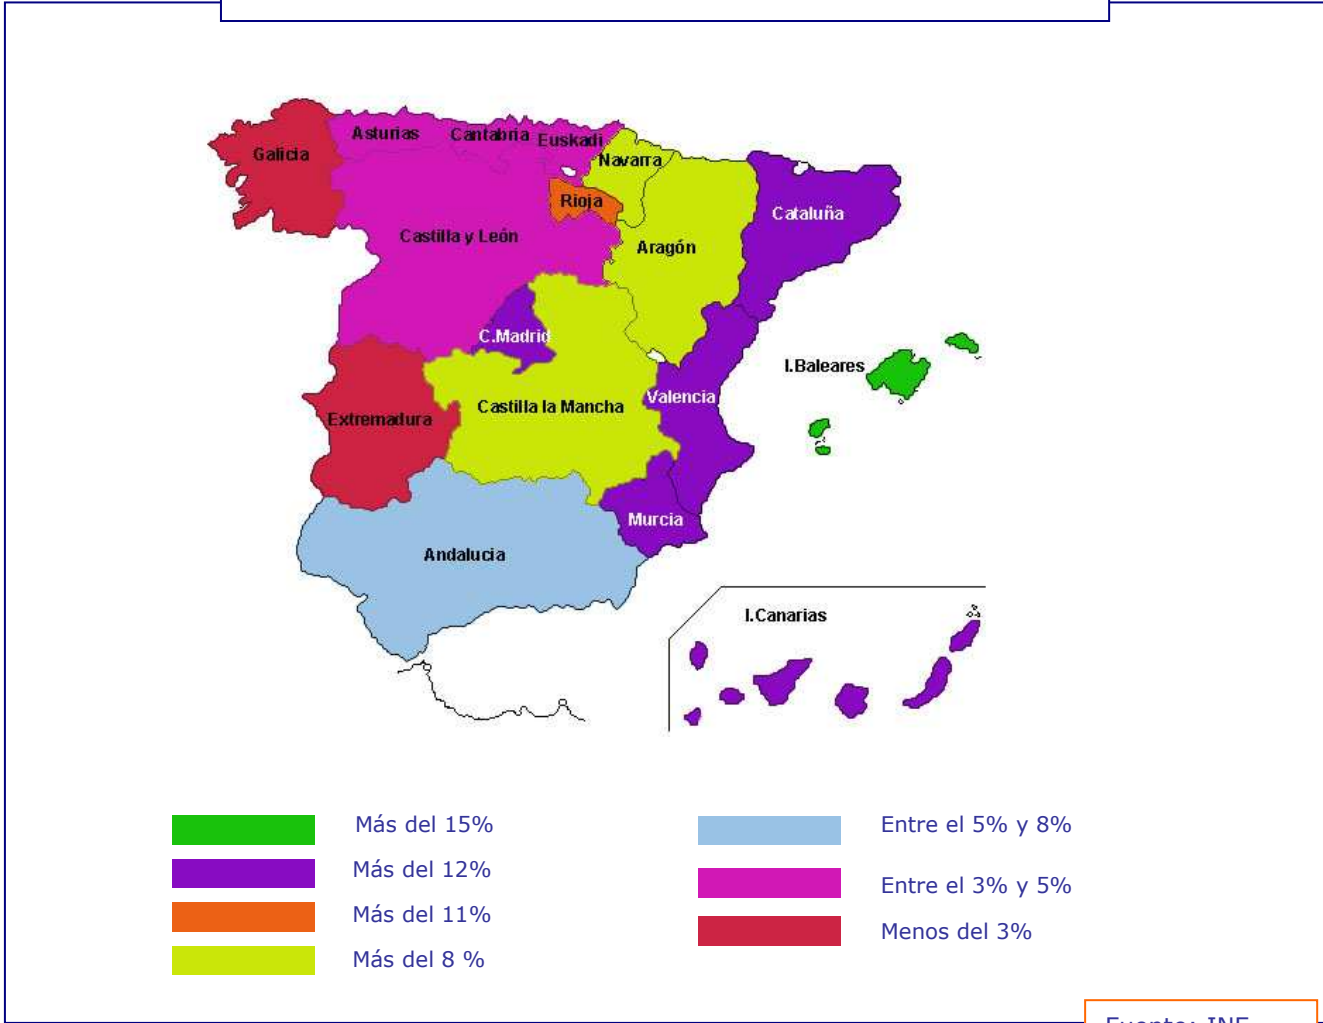 Asturias
Cantabria
Euskadi
Galicia
Navarra
Rioja
Cataluña
Castilla y León
Aragón
C.Madrid
I.Baleares
Valencia
Castilla la Mancha
Extremadura
Murcia
Andalucia
I.Canarias
Más del 15%
Más del 12%
Más del 11%
Más del 8 %
Entre el 5% y 8%
Entre el 3% y 5%
Menos del 3%
Fuente: INE